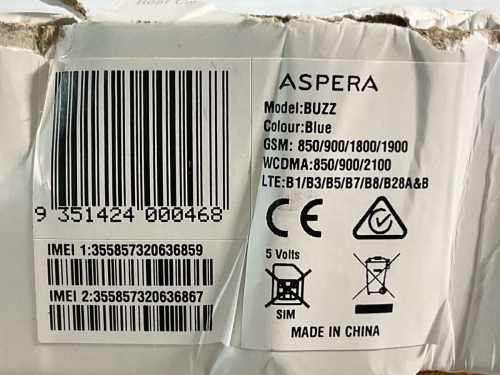 ASPERA
Model:BUZZ
Colour:Blue
GSM: 850/900/1800/1900
WCDMA:850/900/2100
LTE:B1/B3/B5/B7/B8/B28A&B
9 351424 000468
CE
5 Volts
IMEI 1:355857320636859
IMEI 2:355857320636867
SIM
MADE IN CHINA